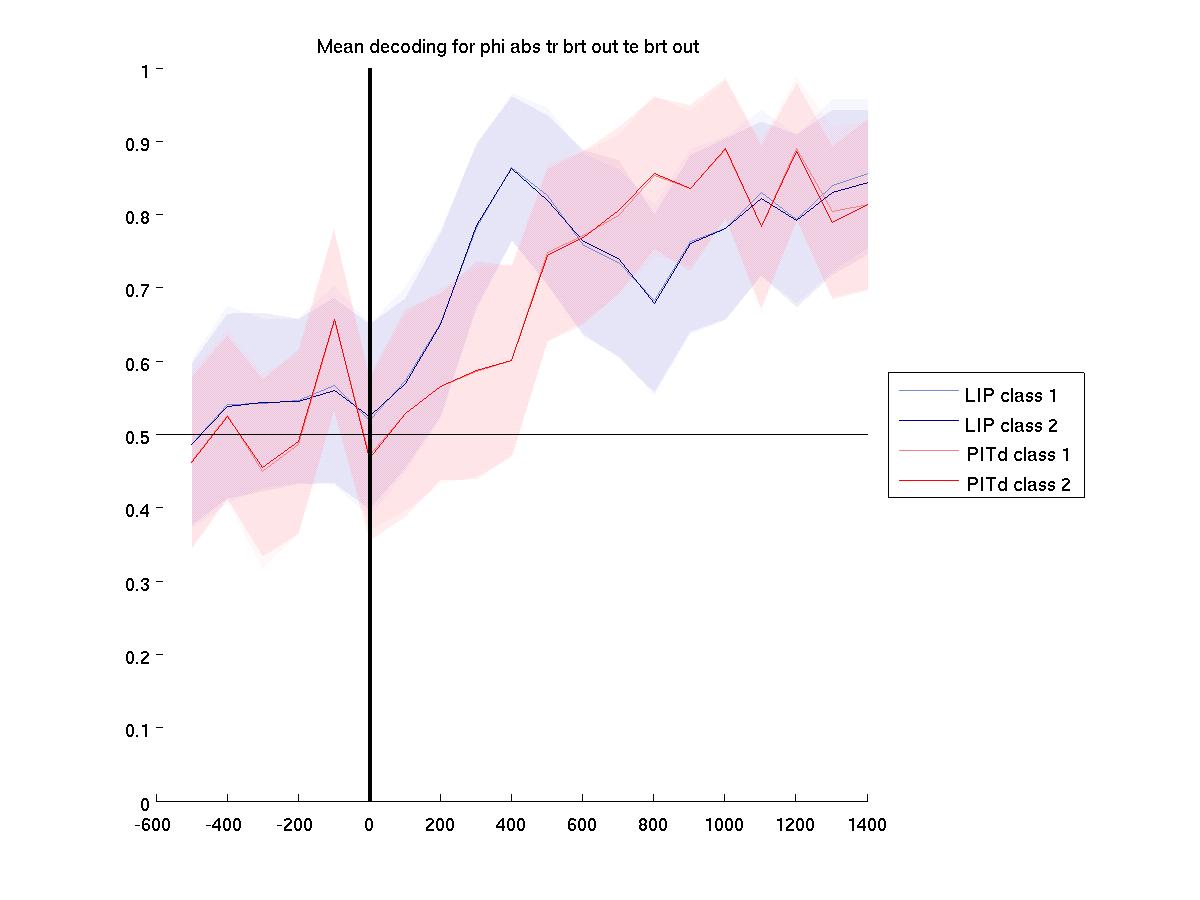 Mean decoding for phi abs tr brt out te brt out
1
0.9
0.8
0.7
0.6
0.5
0.4
0.3
0.2
0.1
0
-600 -400 -200 0 200 400 600 800 1000 1200 1400
LIP class 1
LIP class 2
PITd class 1
PITd class 2